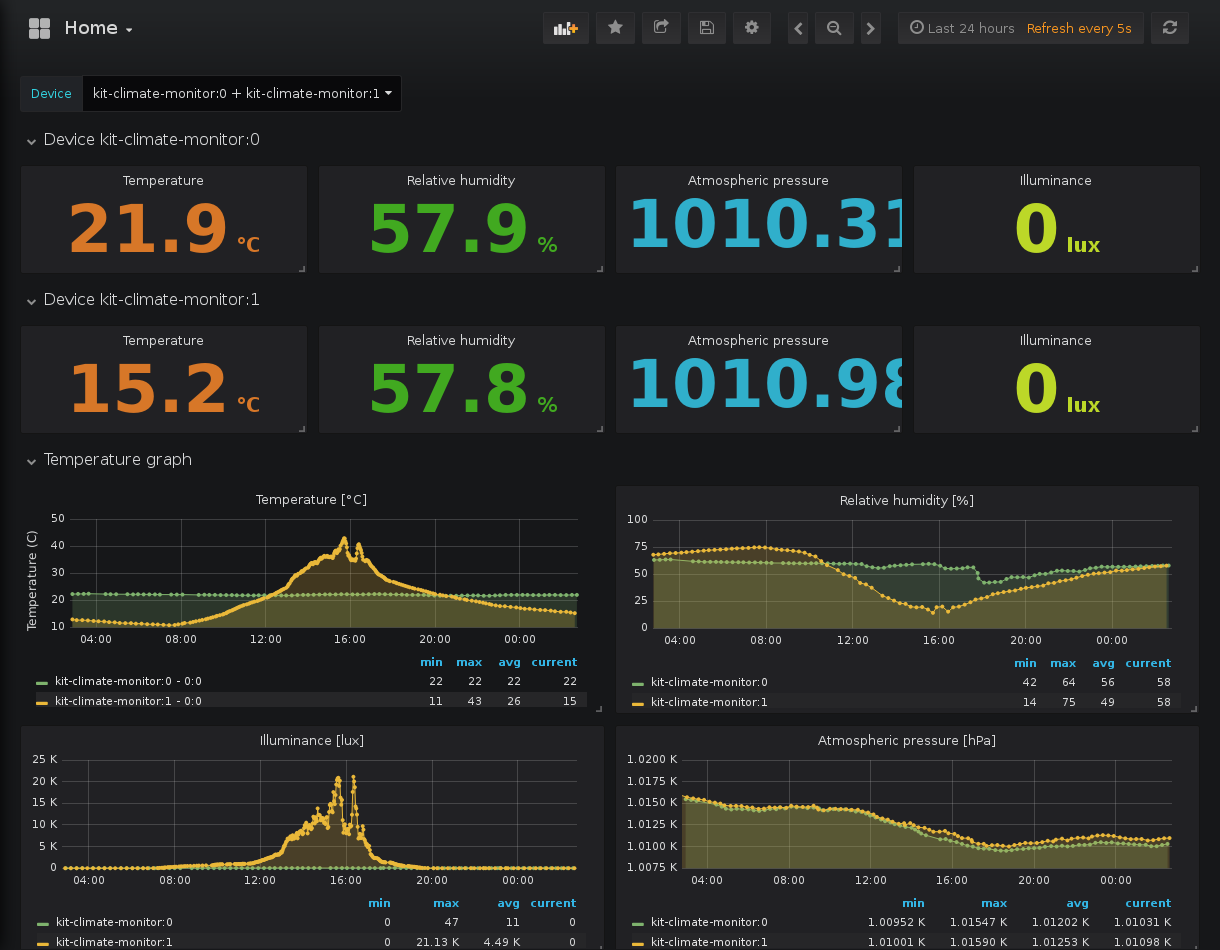 Home
Last 24 hours Refresh every 5s
Device kit-climate-monitor:0 + kit-climate-monitor:1
Device kit-climate-monitor:0
Temperature Relative humidity Atmospheric pressure Illuminance
21.9 °C 57.9 % 1010.31 0 lux
Device kit-climate-monitor:1
Temperature Relative humidity Atmospheric pressure Illuminance
15.2 °C 57.8 % 1010.98 0 lux
Temperature graph
Temperature [°C]
Temperature (C)
50
40
30
20
10
04:00 08:00 12:00 16:00 20:00 00:00
min max avg current
kit-climate-monitor:0 - 0:0 22 22 22 22
kit-climate-monitor:1 - 0:0 11 43 26 15
Relative humidity [%]
100
75
50
25
0
04:00 08:00 12:00 16:00 20:00 00:00
min max avg current
kit-climate-monitor:0 42 64 56 58
kit-climate-monitor:1 14 75 49 58
Illuminance [lux]
25 K
20 K
15 K
10 K
5 K
0
04:00 08:00 12:00 16:00 20:00 00:00
min max avg current
kit-climate-monitor:0 0 47 11 0
kit-climate-monitor:1 0 21.13 K 4.49 K 0
Atmospheric pressure [hPa]
1.0200 K
1.0175 K
1.0150 K
1.0125 K
1.0100 K
1.0075 K
04:00 08:00 12:00 16:00 20:00 00:00
min max avg current
kit-climate-monitor:0 1.00952 K 1.01547 K 1.01202 K 1.01031 K
kit-climate-monitor:1 1.01001 K 1.01590 K 1.01253 K 1.01098 K